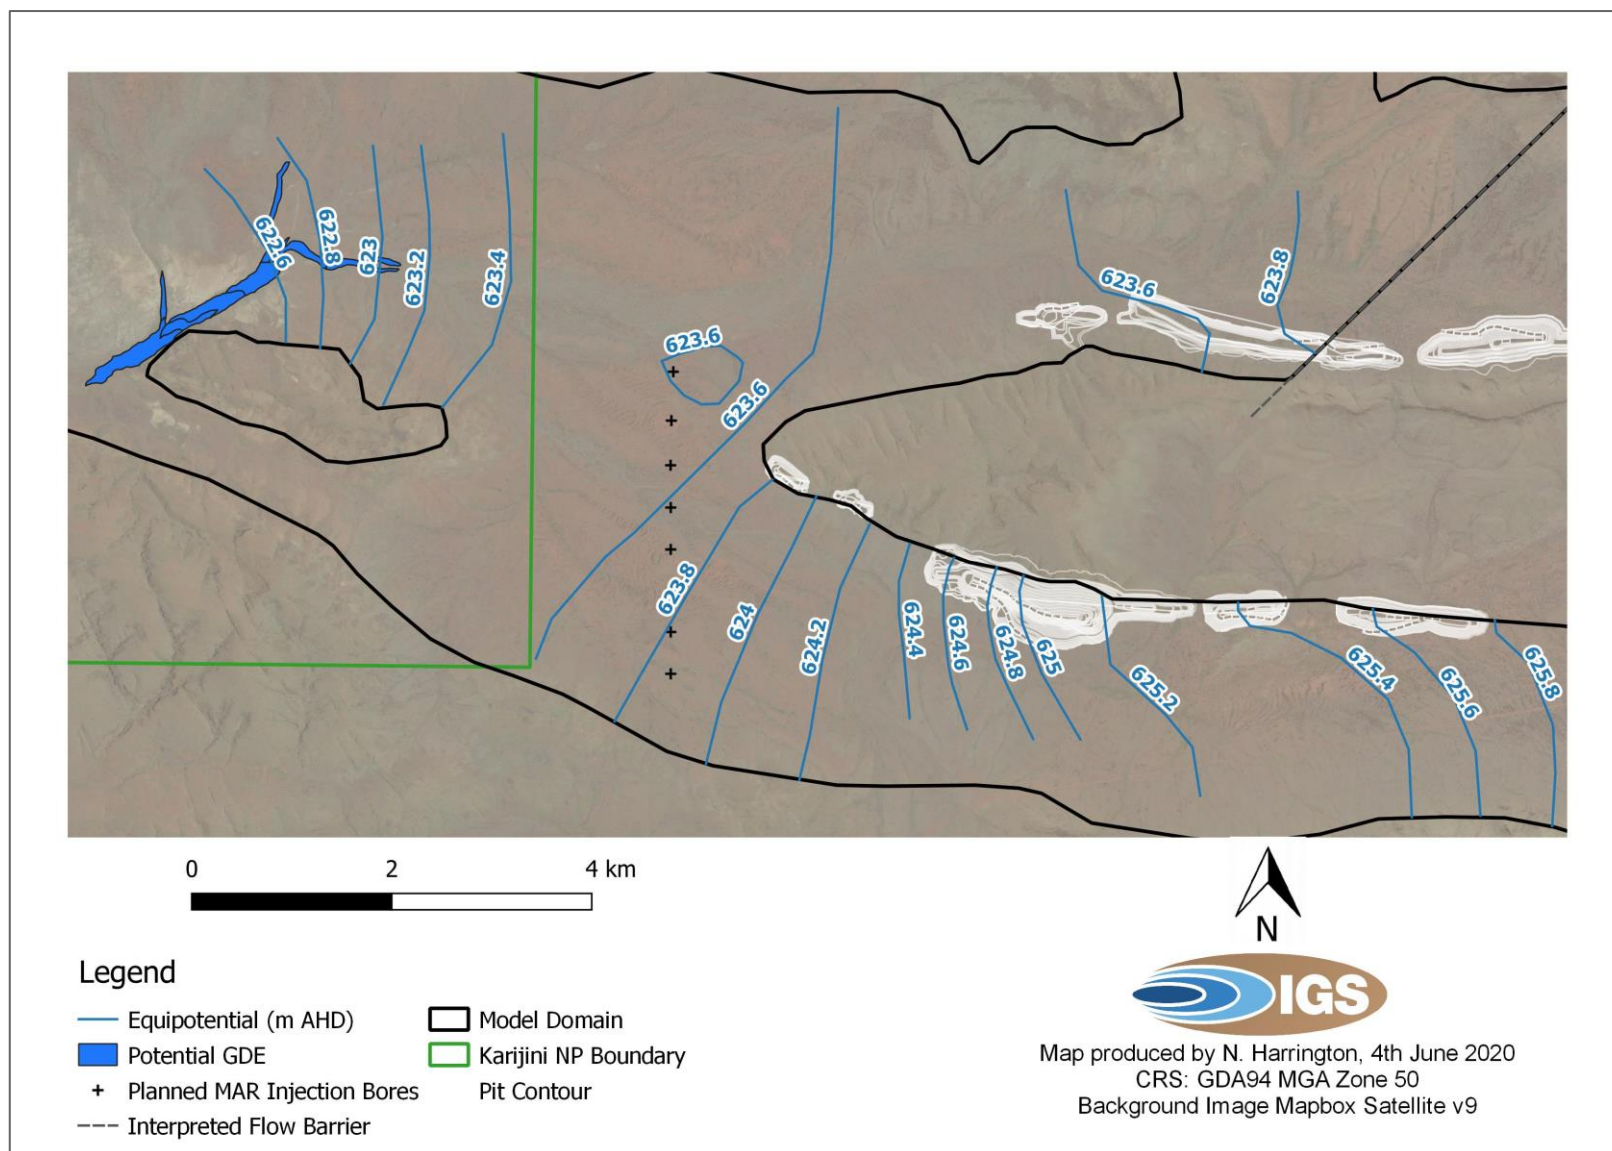 622.6
622.8
623
623.2
623.4
623.6
623.6
623.6
623.8
623.8
624
624.2
624.4
624.6
624.8
625
625.2
625.4
625.6
625.8
0 2 4 km
N
IGS
Legend
Equipotential (m AHD)
Model Domain
Potential GDE
Karijini NP Boundary
Planned MAR Injection Bores
Pit Contour
Interpreted Flow Barrier
Map produced by N. Harrington, 4th June 2020
CRS: GDA94 MGA Zone 50
Background Image Mapbox Satellite v9